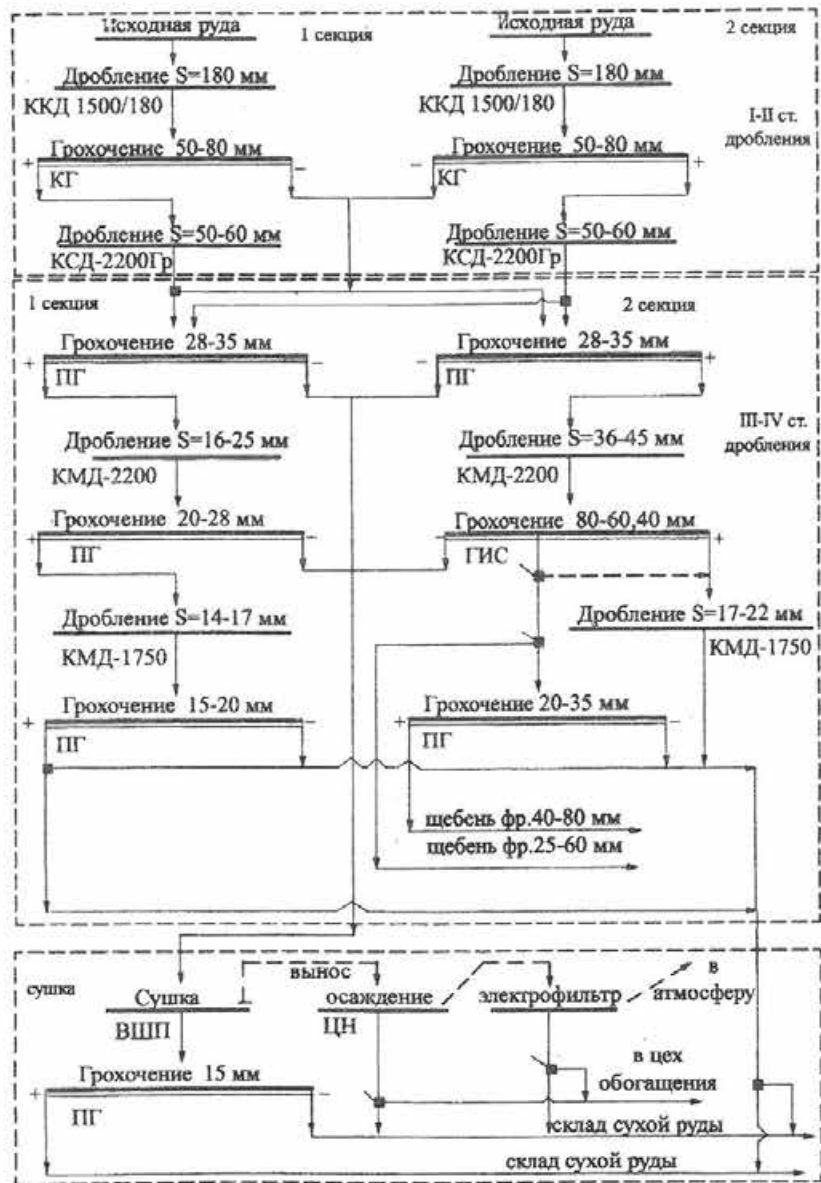 Исходная руда
1 секция
Исходная руда
2 секция
Дробление S=180 мм
ККД 1500/180
Дробление S=180 мм
ККД 1500/180
I-II ст.
дробления
+ Грохочение 50-80 мм –
КГ
– Грохочение 50-80 мм +
КГ
Дробление S=50-60 мм
КСД-2200Гр
Дробление S=50-60 мм
КСД-2200Гр
1 секция
2 секция
+ Грохочение 28-35 мм –
ПГ
– Грохочение 28-35 мм +
ПГ
III-IV ст.
дробления
Дробление S=16-25 мм
КМД-2200
Дробление S=36-45 мм
КМД-2200
+ Грохочение 20-28 мм –
ПГ
– Грохочение 80-60,40 мм +
ГИС
Дробление S=14-17 мм
КМД-1750
Дробление S=17-22 мм
КМД-1750
+ Грохочение 15-20 мм –
ПГ
+ Грохочение 20-35 мм –
ПГ
щебень фр.40-80 мм
щебень фр.25-60 мм
сушка
вынос
в
атмосферу
Сушка
ВШП
осаждение
ЦН
электрофильтр
+ Грохочение 15 мм –
ПГ
в цех
обогащения
склад сухой руды
склад сухой руды